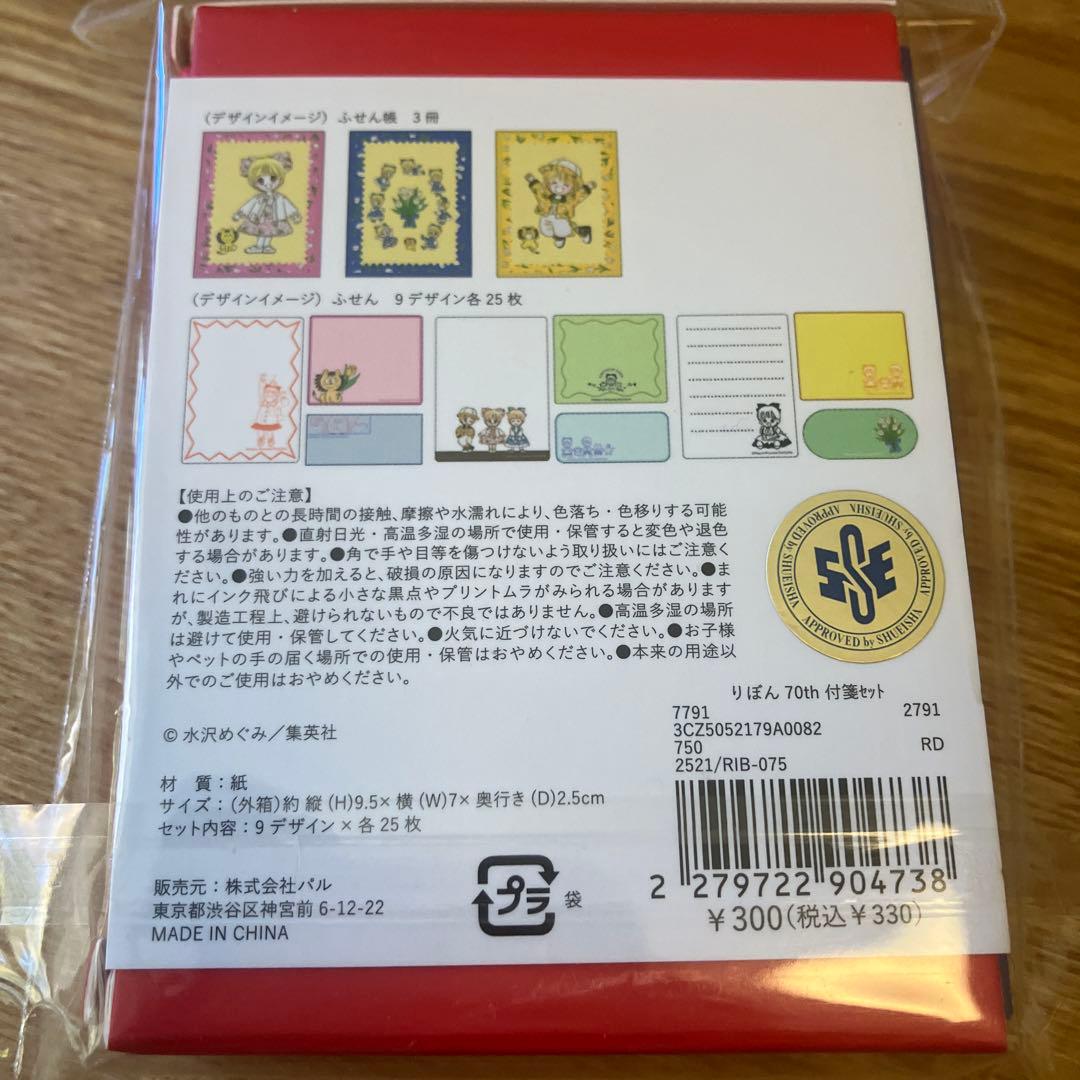 (デザインイメージ) ふせん帳 3冊
(デザインイメージ) ふせん 9デザイン各25枚
【使用上のご注意】
●他のものとの長時間の接触、摩擦や水濡れにより、色落ち・色移りする可能
性があります。●直射日光・高温多湿の場所で使用・保管すると変色や退色
する場合があります。●角で手や目等を傷つけないよう取り扱いにはご注意く
ださい。●強い力を加えると、破損の原因になりますのでご注意ください。●ま
れにインク飛びによる小さな黒点やプリントムラがみられる場合があります
が、製造工程上、避けられないもので不良ではありません。●高温多湿の場所
は避けて使用・保管してください。●火気に近づけないでください。●お子様
やペットの手の届く場所での使用・保管はおやめください。●本来の用途以
外でのご使用はおやめください。
APPROVED by SHUEISHA
APPROVED by SHUEISHA
APPROVED by SHUEISHA
SSE
りぼん 70th 付箋セット
7791 2791
3CZ5052179A0082
750 RD
2521/RIB-075
2 279722 904738
¥300(税込¥330)
© 水沢めぐみ/集英社
材 質:紙
サイズ:(外箱)約 縦(H)9.5× 横(W)7× 奥行き(D)2.5cm
セット内容:9デザイン×各25枚
販売元:株式会社パル
東京都渋谷区神宮前6-12-22
MADE IN CHINA
プラ
袋